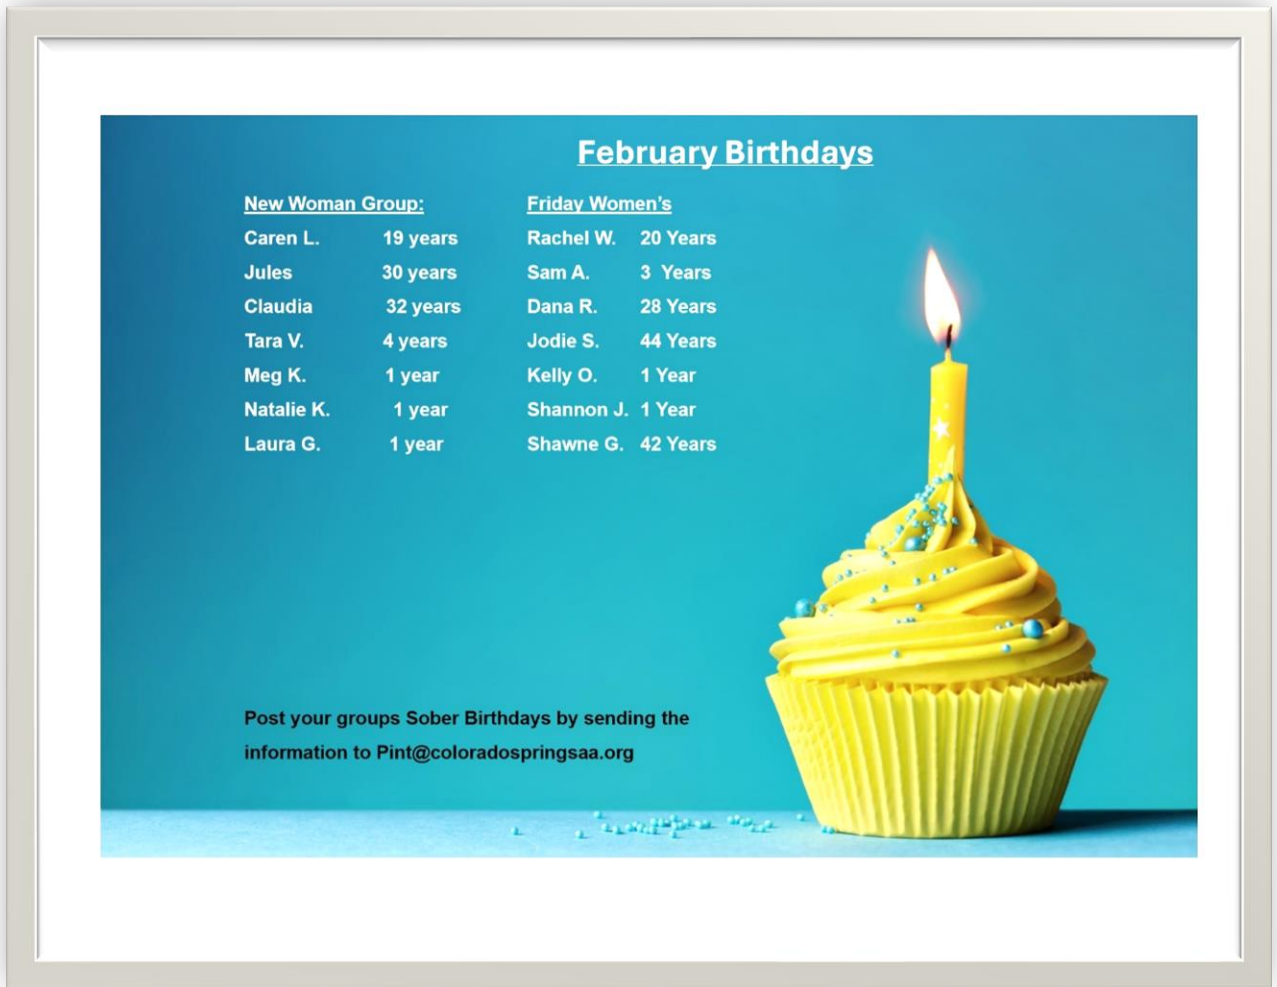 February Birthdays
New Woman Group:
Caren L. 19 years
Jules 30 years
Claudia 32 years
Tara V. 4 years
Meg K. 1 year
Natalie K. 1 year
Laura G. 1 year
Friday Women's
Rachel W. 20 Years
Sam A. 3 Years
Dana R. 28 Years
Jodie S. 44 Years
Kelly O. 1 Year
Shannon J. 1 Year
Shawne G. 42 Years
Post your groups Sober Birthdays by sending the
information to Pint@coloradospringsaa.org